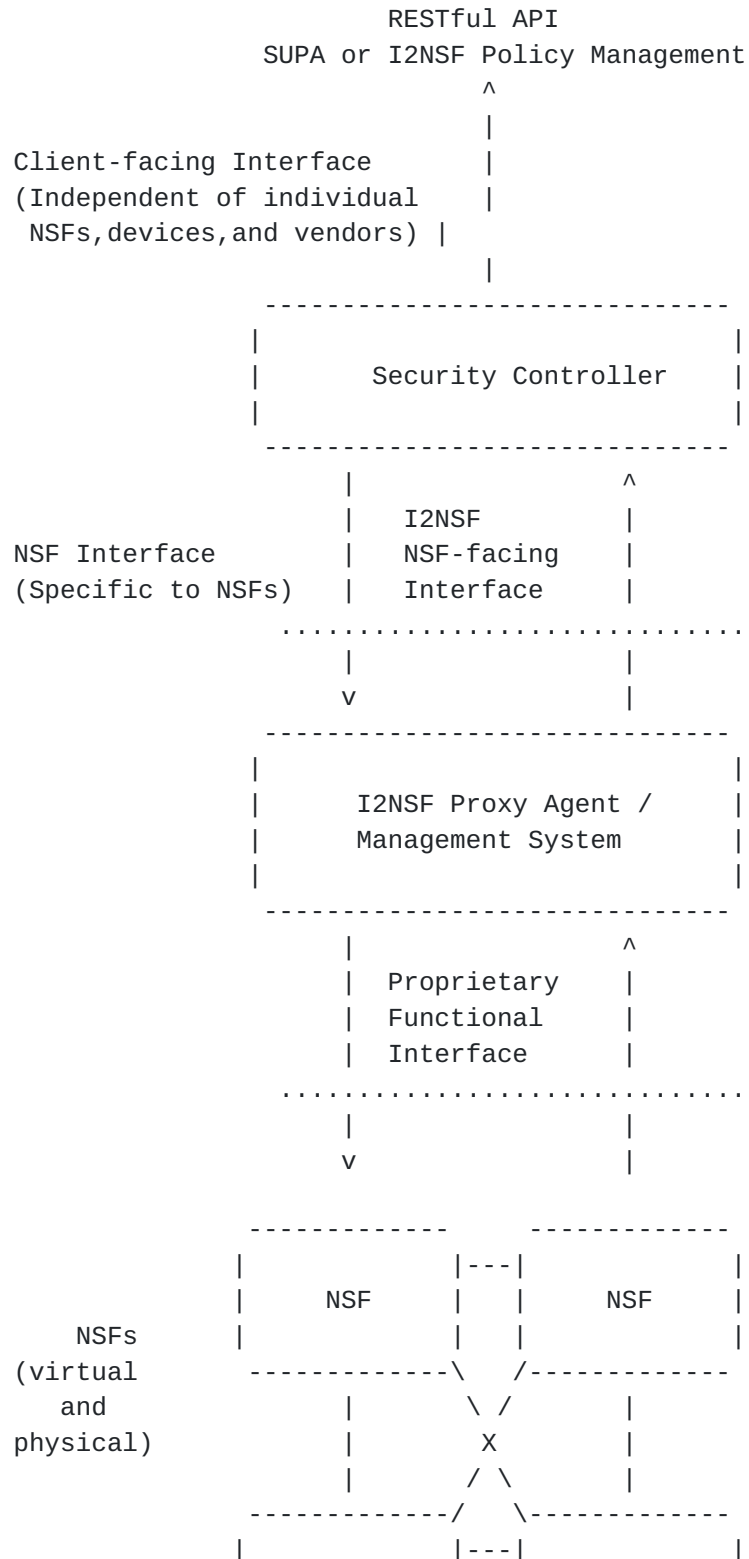 RESTful API
SUPA or I2NSF Policy Management
^
|
Client-facing Interface |
(Independent of individual |
NSFs,devices,and vendors) |
|
------------------------------
| |
| Security Controller |
| |
------------------------------
| ^
| I2NSF |
NSF Interface | NSF-facing |
(Specific to NSFs) | Interface |
..............................
| |
v |
------------------------------
| |
| I2NSF Proxy Agent / |
| Management System |
| |
------------------------------
| ^
| Proprietary |
| Functional |
| Interface |
..............................
| |
v |
------------- -------------
| |---| |
| NSF | | NSF |
NSFs | | | |
(virtual -------------\ /-------------
and | \ / |
physical) | X |
| / \ |
-------------/ \-------------
| |---| |